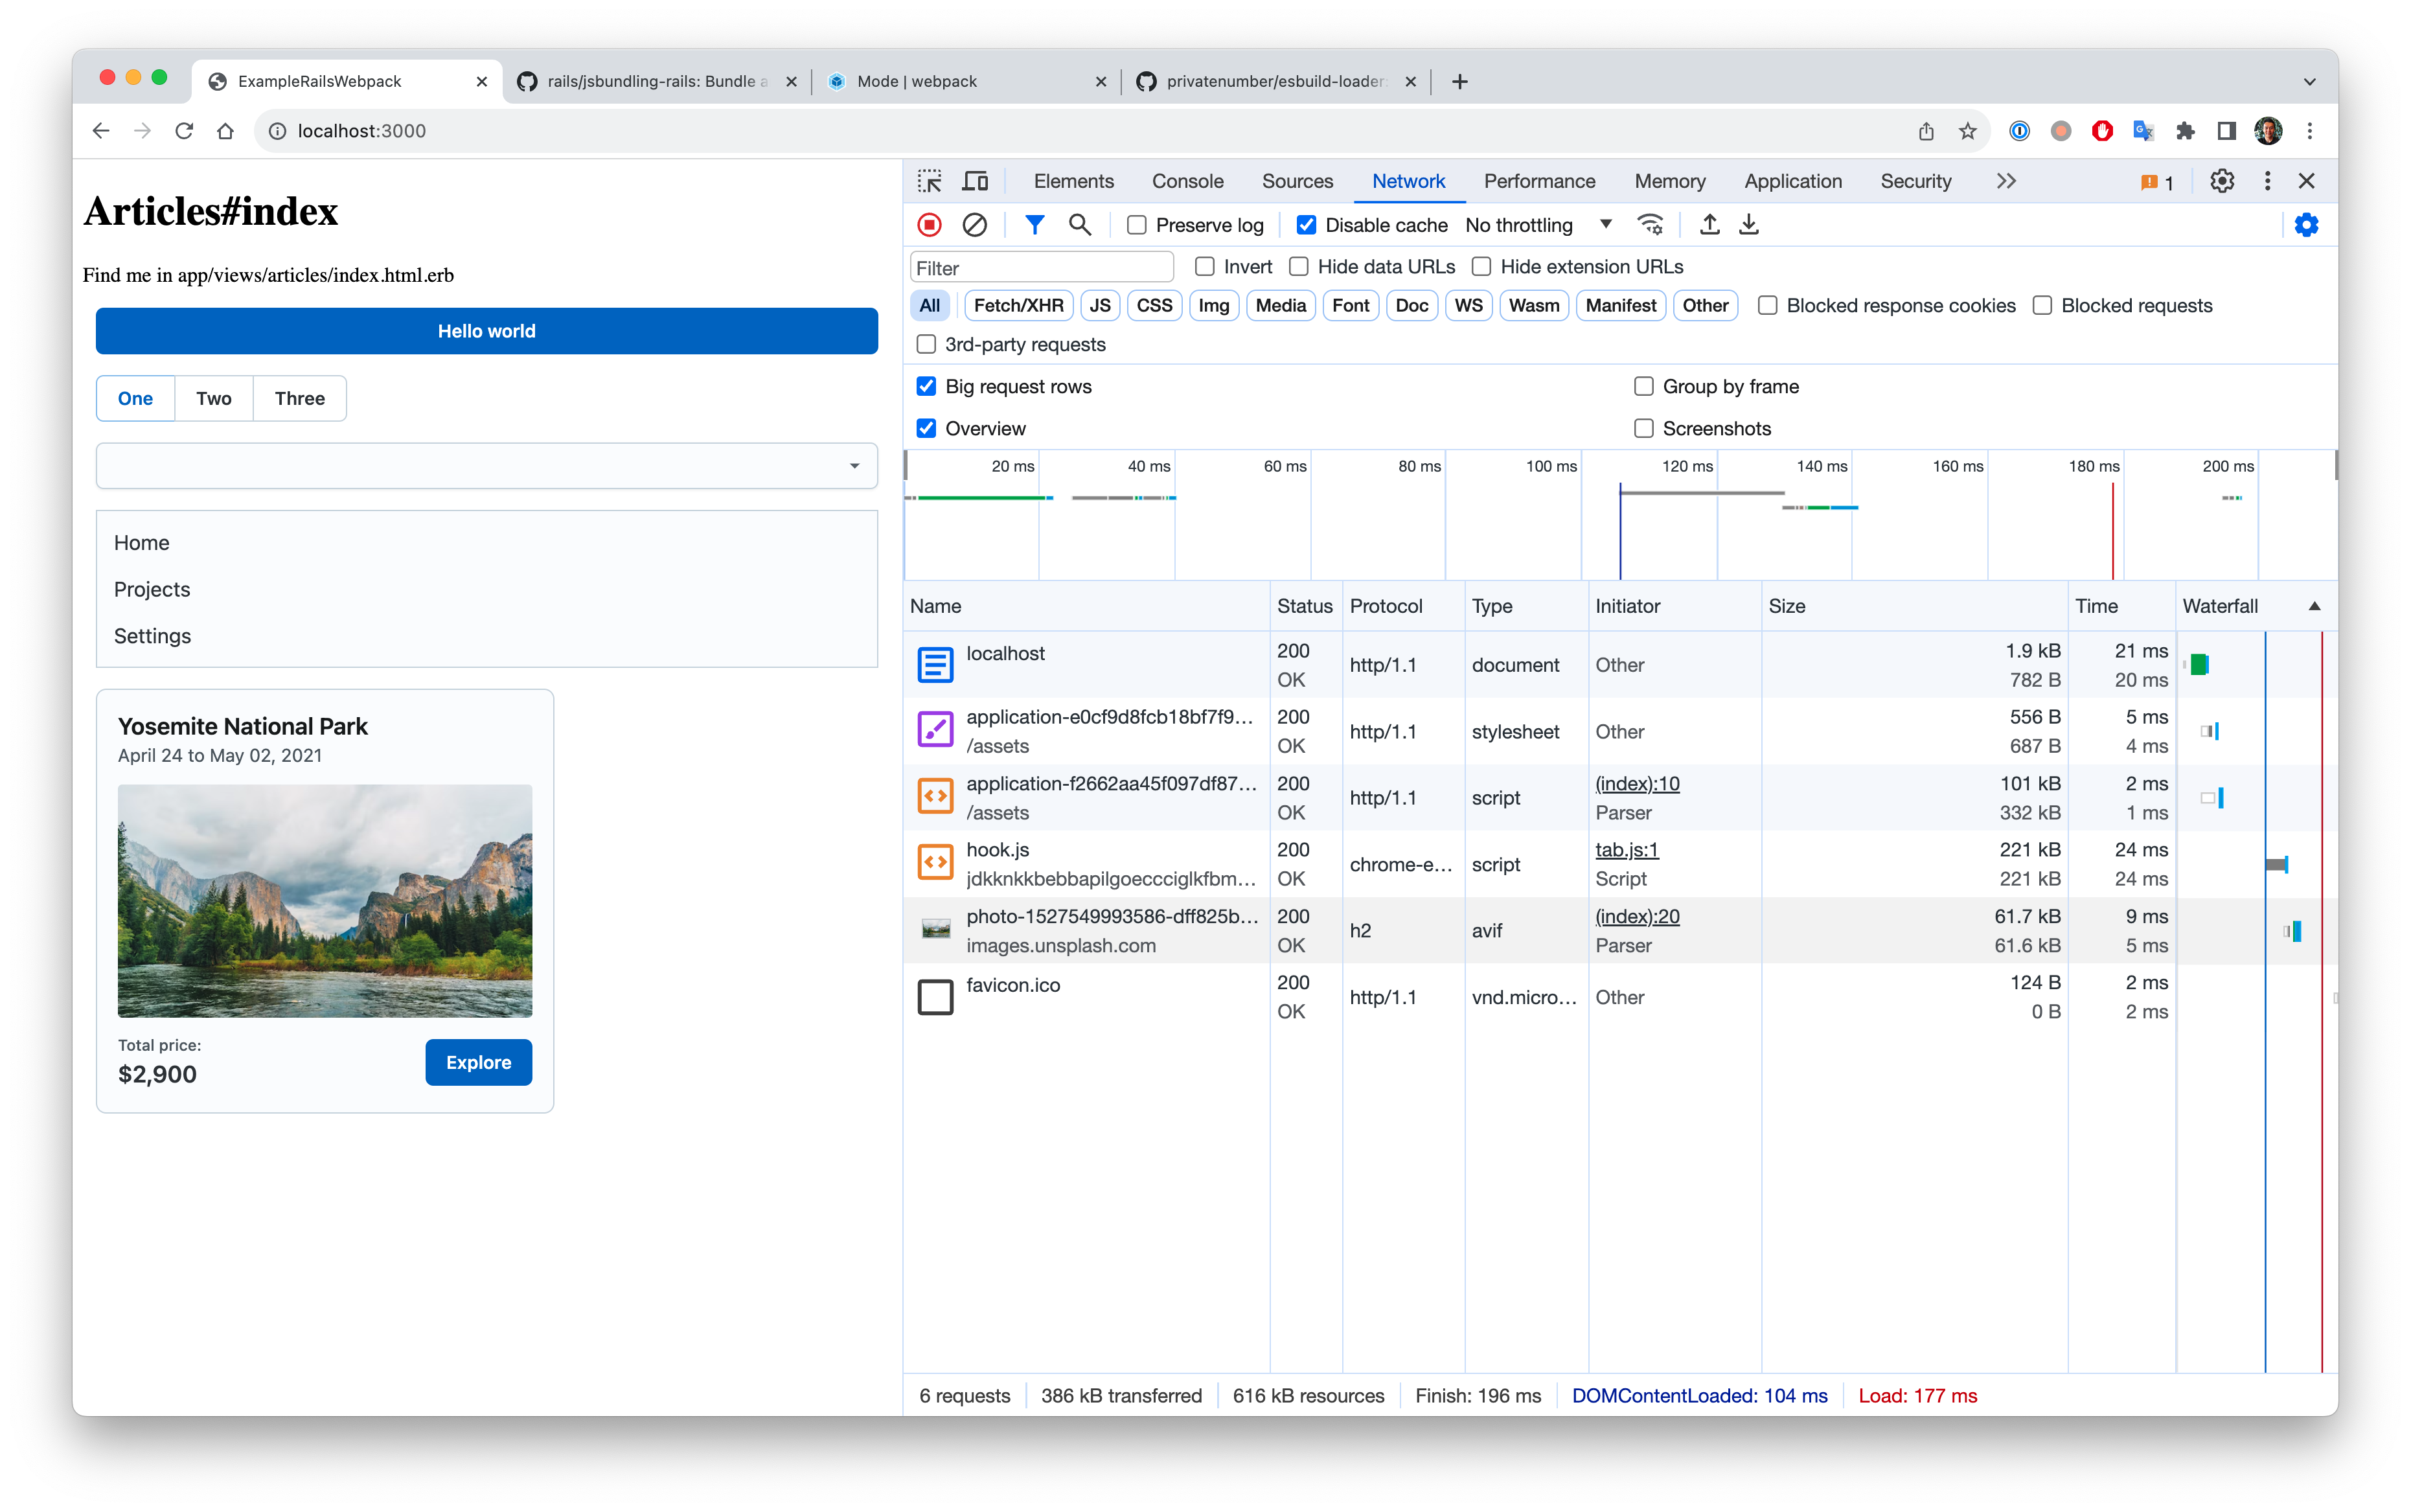 ExampleRailsWebpack
rails/jsbundling-rails: Bundle a
Mode | webpack
privatenumber/esbuild-loader:
localhost:3000
Articles#index
Find me in app/views/articles/index.html.erb
Hello world
One Two Three
Home
Projects
Settings
Yosemite National Park
April 24 to May 02, 2021
Total price:
$2,900
Explore
Elements Console Sources Network Performance Memory Application Security 1
Preserve log Disable cache No throttling
Filter Invert Hide data URLs Hide extension URLs
All Fetch/XHR JS CSS Img Media Font Doc WS Wasm Manifest Other Blocked response cookies Blocked requests
3rd-party requests
Big request rows Group by frame
Overview Screenshots
20 ms 40 ms 60 ms 80 ms 100 ms 120 ms 140 ms 160 ms 180 ms 200 ms
Name Status Protocol Type Initiator Size Time Waterfall
localhost 200 OK http/1.1 document Other 1.9 kB 782 B 21 ms 20 ms
application-e0cf9d8fcb18bf7f9... /assets 200 OK http/1.1 stylesheet Other 556 B 687 B 5 ms 4 ms
application-f2662aa45f097df87... /assets 200 OK http/1.1 script (index):10 Parser 101 kB 332 kB 2 ms 1 ms
hook.js jdkknkkbebbapilgoeccciglkfbm... 200 OK chrome-e... script tab.js:1 Script 221 kB 221 kB 24 ms 24 ms
photo-1527549993586-dff825b... images.unsplash.com 200 OK h2 avif (index):20 Parser 61.7 kB 61.6 kB 9 ms 5 ms
favicon.ico 200 OK http/1.1 vnd.micro... Other 124 B 0 B 2 ms 2 ms
6 requests 386 kB transferred 616 kB resources Finish: 196 ms DOMContentLoaded: 104 ms Load: 177 ms